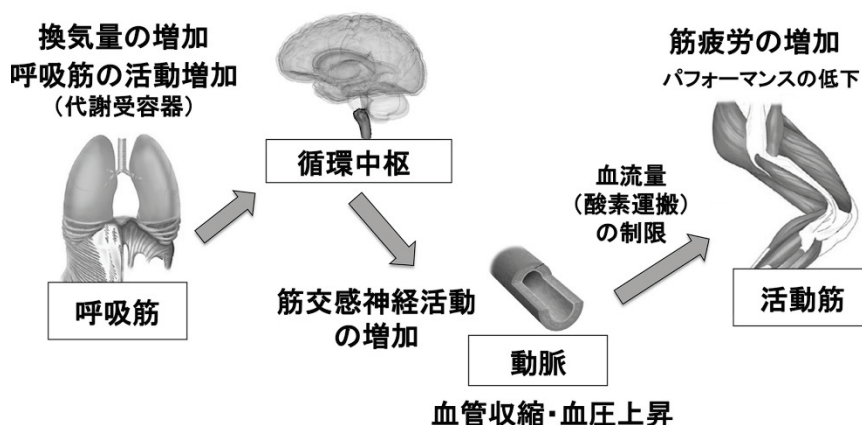 換気量の増加
呼吸筋の活動増加
（代謝受容器）
呼吸筋
循環中枢
筋交感神経活動
の増加
動脈
血管収縮・血圧上昇
血流量
（酸素運搬）
の制限
筋疲労の増加
パフォーマンスの低下
活動筋